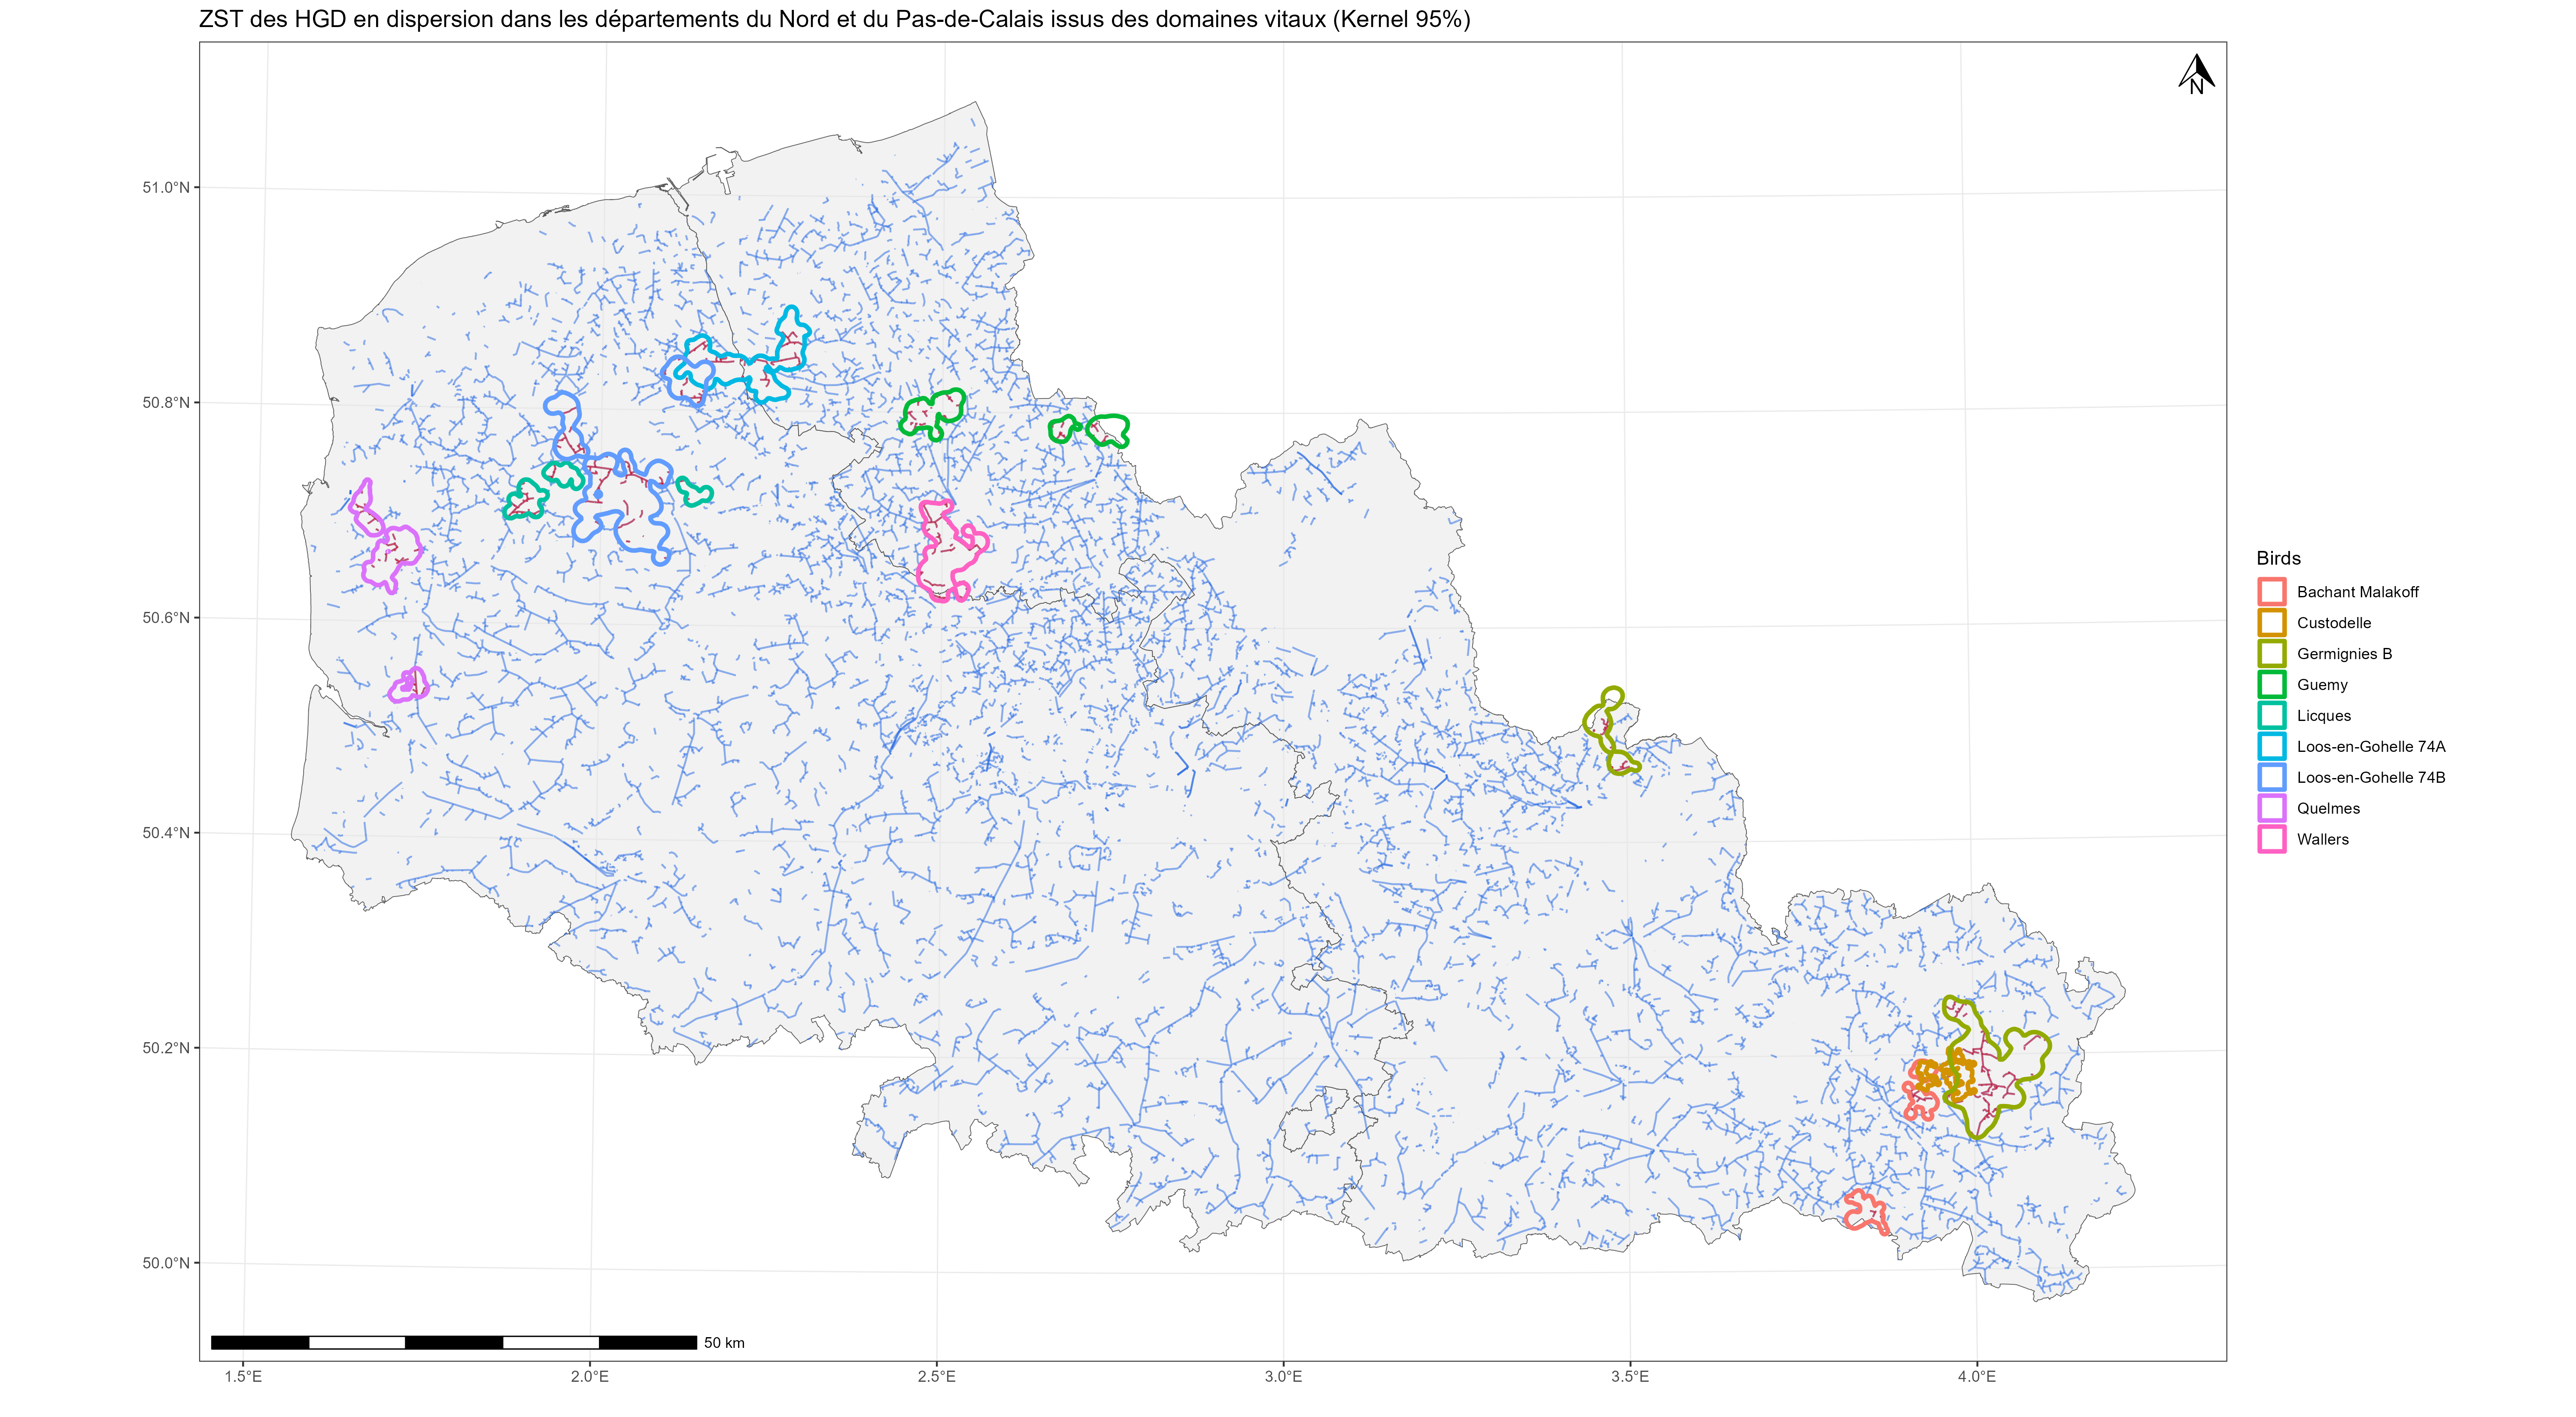 ZST des HGD en dispersion dans les départements du Nord et du Pas-de-Calais issus des domaines vitaux (Kernel 95%)
N
51.0°N
50.8°N
50.6°N
50.4°N
50.2°N
50.0°N
50 km
1.5°E
2.0°E
2.5°E
3.0°E
3.5°E
4.0°E
Birds
Bachant Malakoff
Custodelle
Germignies B
Guemy
Licques
Loos-en-Gohelle 74A
Loos-en-Gohelle 74B
Quelmes
Wallers